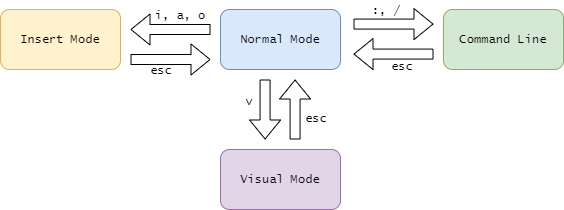 i, a, o
:, /
Insert Mode
Normal Mode
Command Line
esc
esc
v
esc
Visual Mode